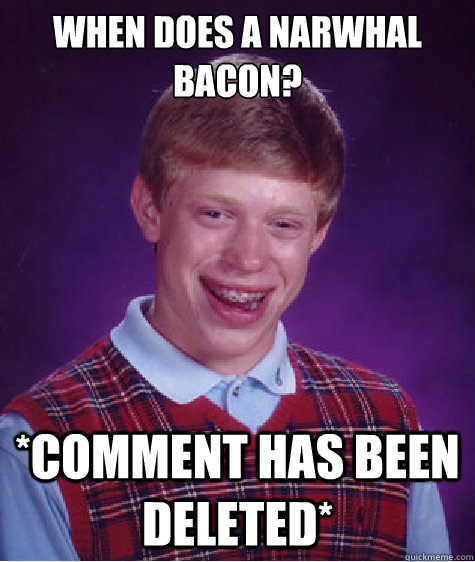 WHEN DOES A NARWHAL
BACON?
*COMMENT HAS BEEN
DELETED*
quickmeme.com